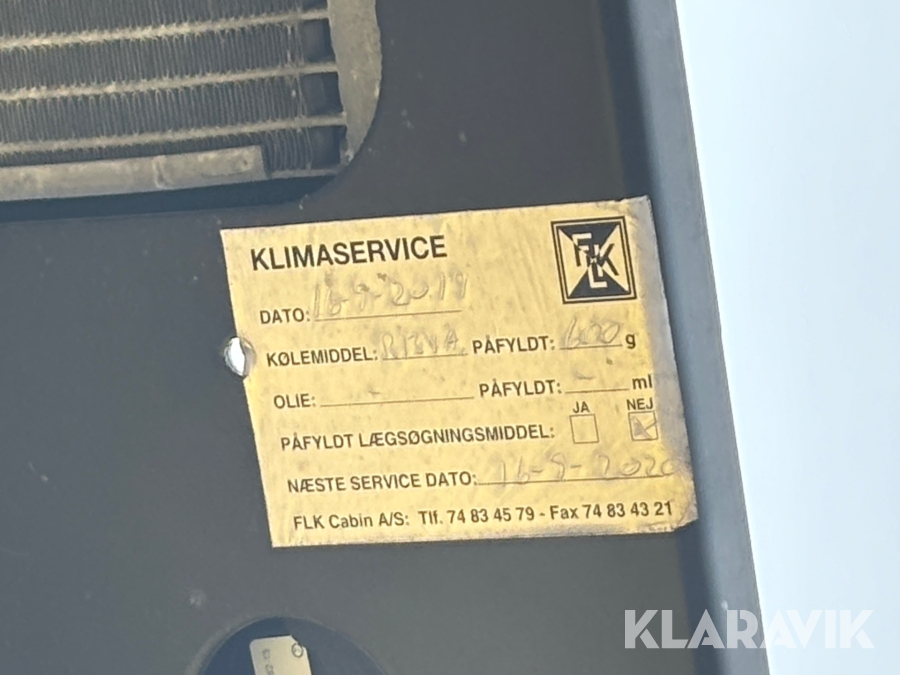 KLIMASERVICE
FLK
DATO: 16-9-2019
KØLEMIDDEL: R134A PÅFYLDT: 600 g
OLIE: - PÅFYLDT: - ml
JA NEJ
PÅFYLDT LÆGSØGNINGSMIDDEL:
NÆSTE SERVICE DATO: 16-9-2020
FLK Cabin A/S: Tlf. 74 83 45 79 - Fax 74 83 43 21
KLARAVIK